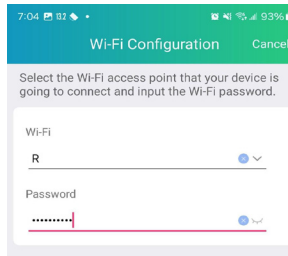 7:04
93%
Wi-Fi Configuration Cancel
Select the Wi-Fi access point that your device is
going to connect and input the Wi-Fi password.
Wi-Fi
R
Password
••••••••••